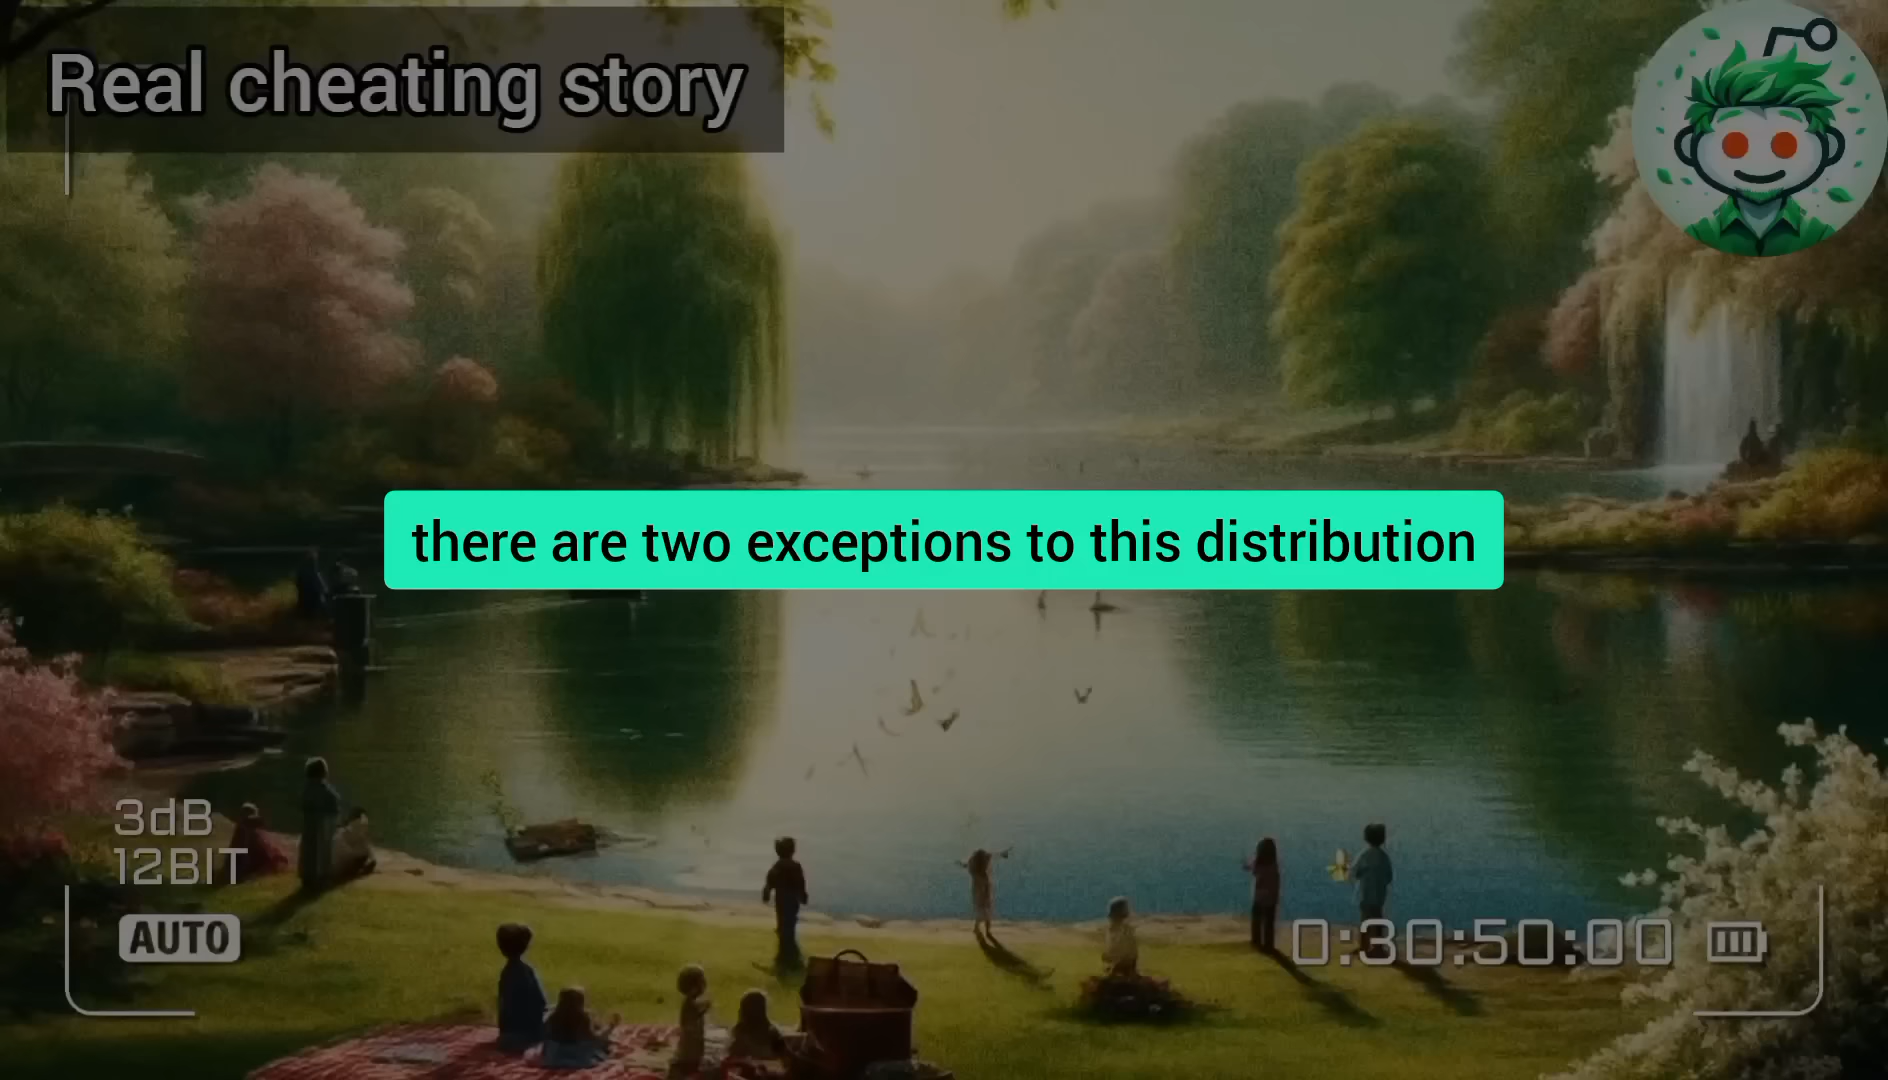 Real cheating story
there are two exceptions to this distribution
3dB
12BIT
AUTO
0:30:50:00